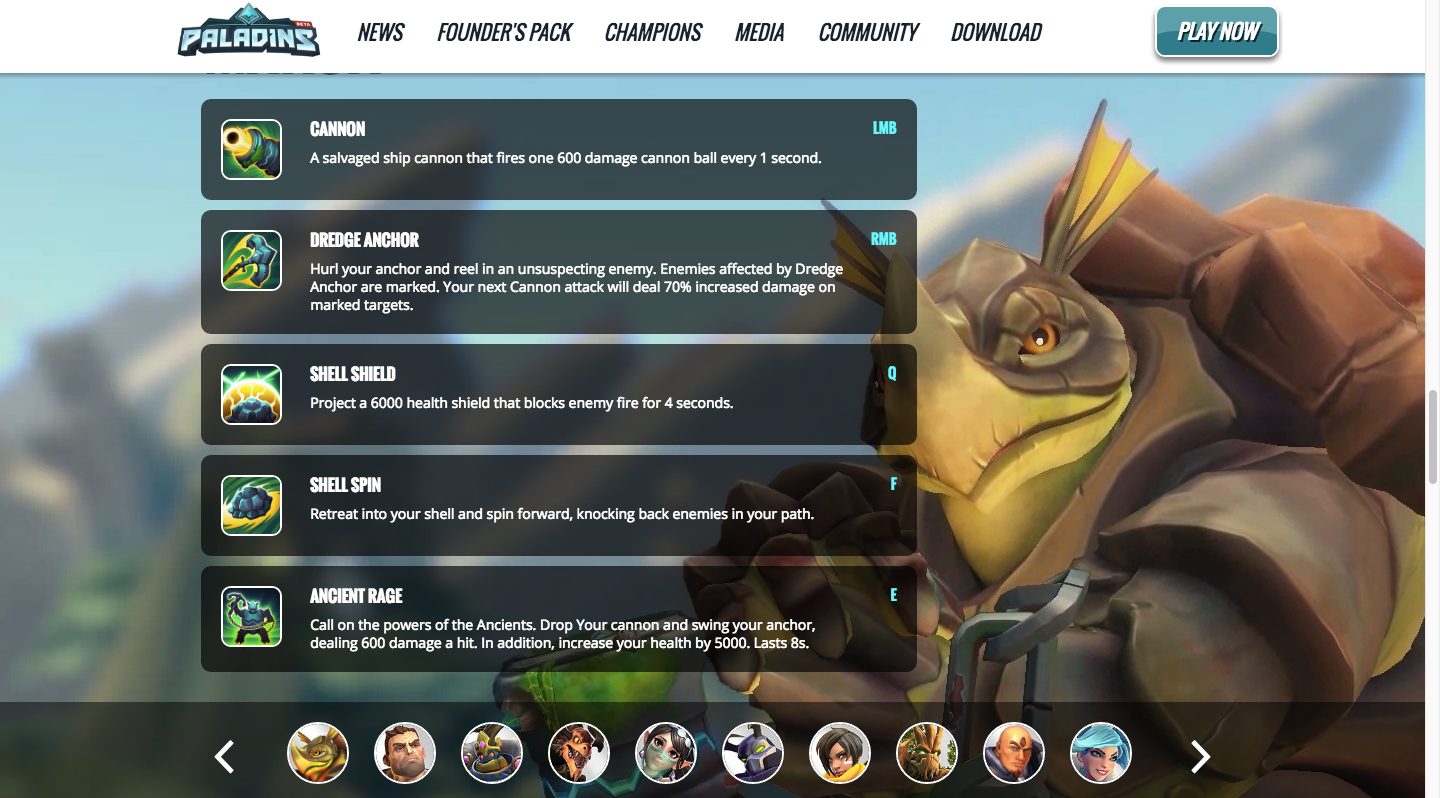 PALADINS BETA
NEWS FOUNDER'S PACK CHAMPIONS MEDIA COMMUNITY DOWNLOAD PLAY NOW
CANNON LMB
A salvaged ship cannon that fires one 600 damage cannon ball every 1 second.
DREDGE ANCHOR RMB
Hurl your anchor and reel in an unsuspecting enemy. Enemies affected by Dredge
Anchor are marked. Your next Cannon attack will deal 70% increased damage on
marked targets.
SHELL SHIELD Q
Project a 6000 health shield that blocks enemy fire for 4 seconds.
SHELL SPIN F
Retreat into your shell and spin forward, knocking back enemies in your path.
ANCIENT RAGE E
Call on the powers of the Ancients. Drop Your cannon and swing your anchor,
dealing 600 damage a hit. In addition, increase your health by 5000. Lasts 8s.